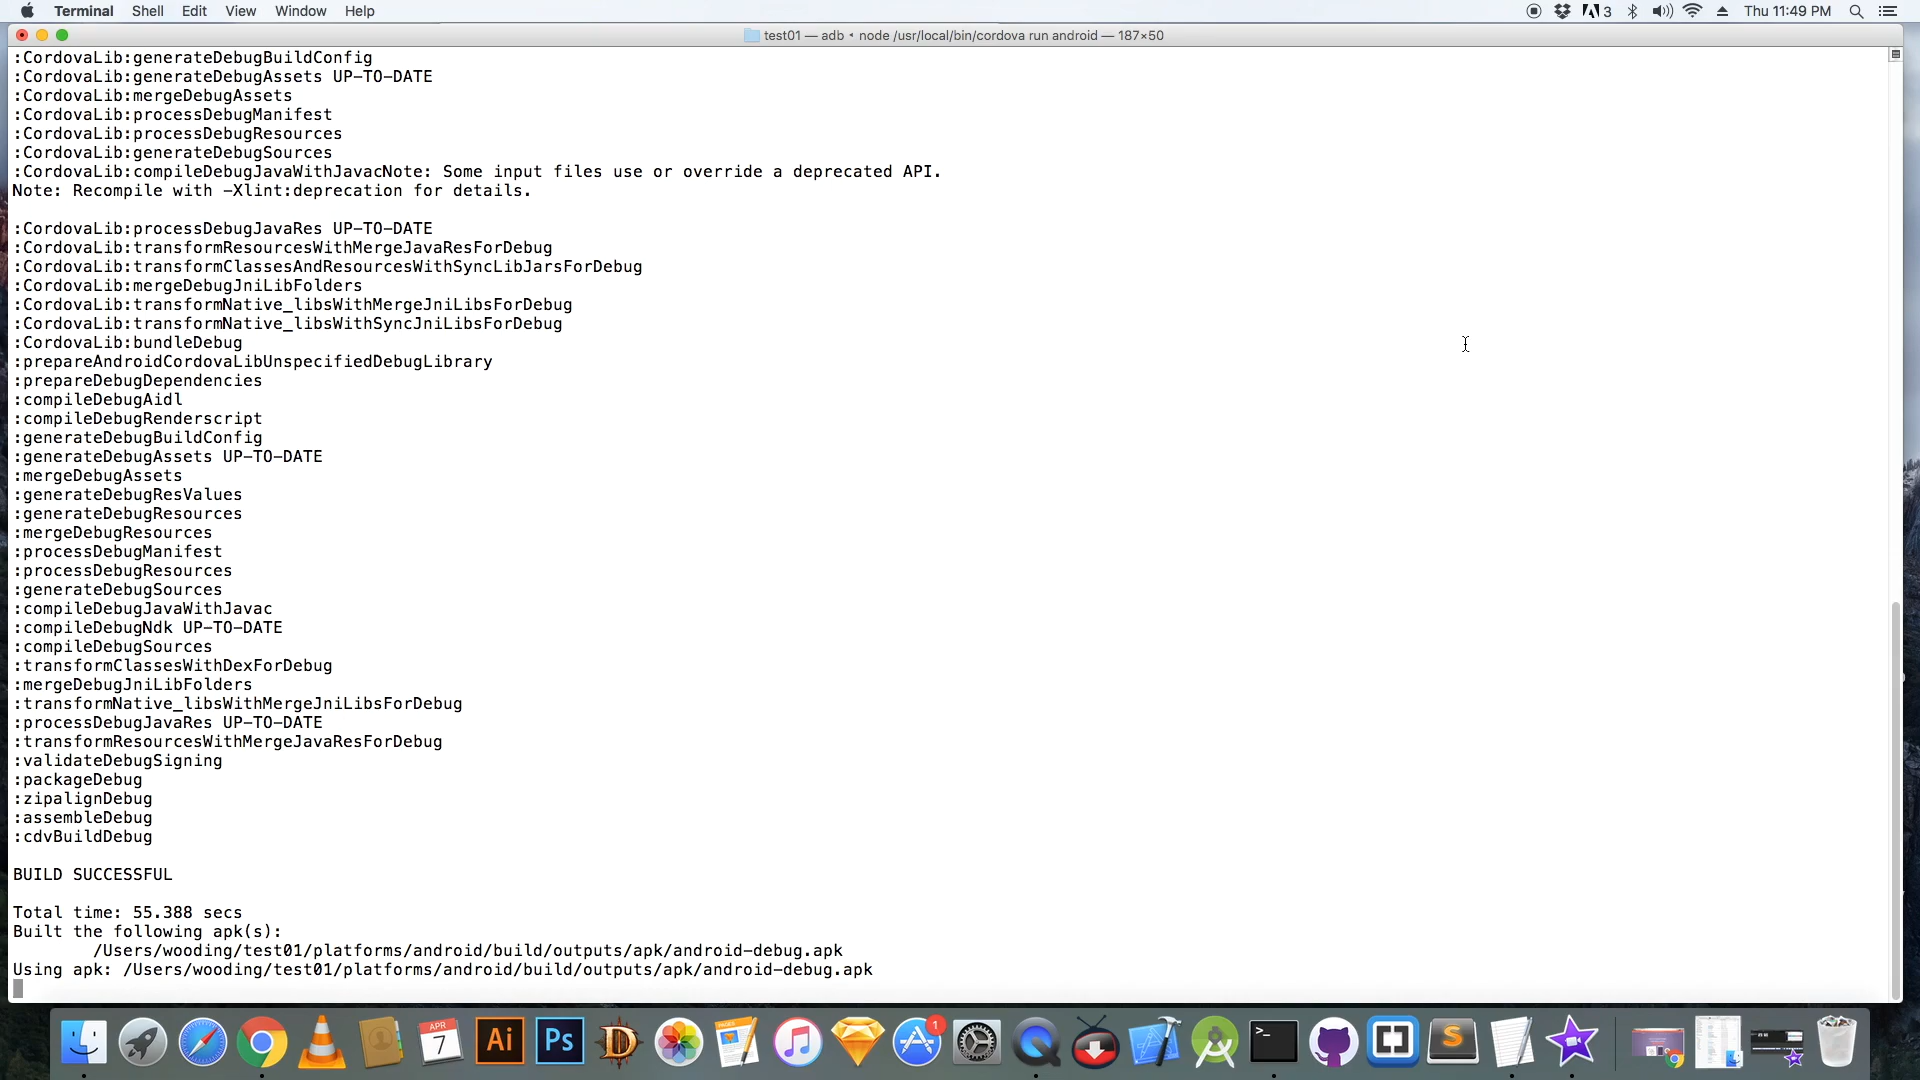 Terminal Shell Edit View Window Help
3 Thu 11:49 PM
test01 — adb • node /usr/local/bin/cordova run android — 187×50
:CordovaLib:generateDebugBuildConfig
:CordovaLib:generateDebugAssets UP-TO-DATE
:CordovaLib:mergeDebugAssets
:CordovaLib:processDebugManifest
:CordovaLib:processDebugResources
:CordovaLib:generateDebugSources
:CordovaLib:compileDebugJavaWithJavacNote: Some input files use or override a deprecated API.
Note: Recompile with -Xlint:deprecation for details.
:CordovaLib:processDebugJavaRes UP-TO-DATE
:CordovaLib:transformResourcesWithMergeJavaResForDebug
:CordovaLib:transformClassesAndResourcesWithSyncLibJarsForDebug
:CordovaLib:mergeDebugJniLibFolders
:CordovaLib:transformNative_libsWithMergeJniLibsForDebug
:CordovaLib:transformNative_libsWithSyncJniLibsForDebug
:CordovaLib:bundleDebug
:prepareAndroidCordovaLibUnspecifiedDebugLibrary
:prepareDebugDependencies
:compileDebugAidl
:compileDebugRenderscript
:generateDebugBuildConfig
:generateDebugAssets UP-TO-DATE
:mergeDebugAssets
:generateDebugResValues
:generateDebugResources
:mergeDebugResources
:processDebugManifest
:processDebugResources
:generateDebugSources
:compileDebugJavaWithJavac
:compileDebugNdk UP-TO-DATE
:compileDebugSources
:transformClassesWithDexForDebug
:mergeDebugJniLibFolders
:transformNative_libsWithMergeJniLibsForDebug
:processDebugJavaRes UP-TO-DATE
:transformResourcesWithMergeJavaResForDebug
:validateDebugSigning
:packageDebug
:zipalignDebug
:assembleDebug
:cdvBuildDebug
BUILD SUCCESSFUL
Total time: 55.388 secs
Built the following apk(s):
/Users/wooding/test01/platforms/android/build/outputs/apk/android-debug.apk
Using apk: /Users/wooding/test01/platforms/android/build/outputs/apk/android-debug.apk
APR
7
Ai
Ps
D
PAGES
1
>_
S